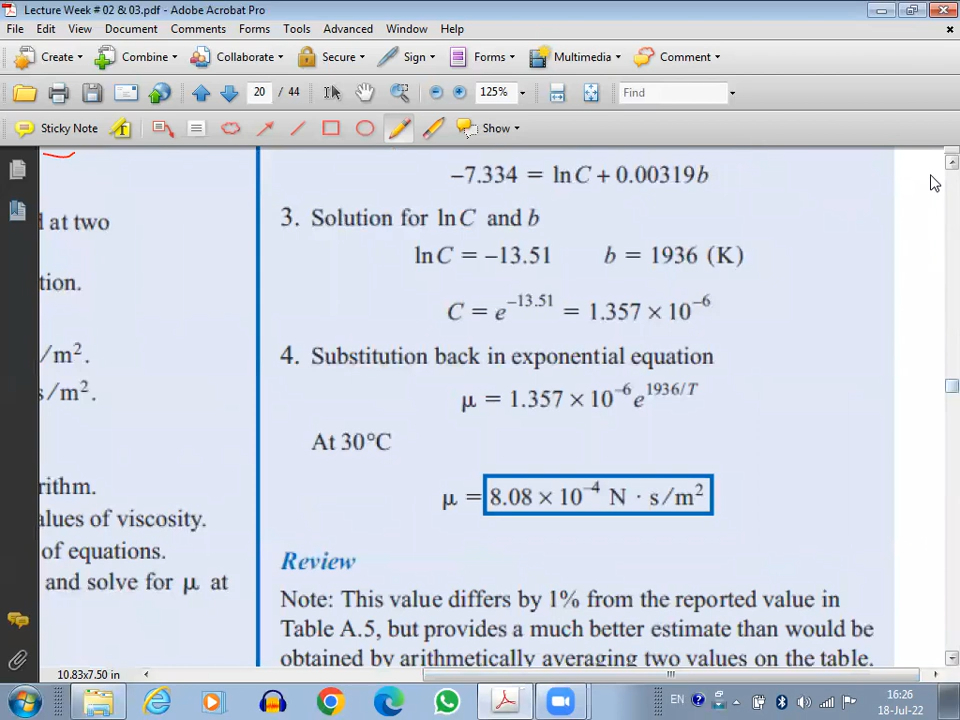 Lecture Week # 02 & 03.pdf - Adobe Acrobat Pro
File Edit View Document Comments Forms Tools Advanced Window Help
Create Combine Collaborate Secure Sign Forms Multimedia Comment
20 / 44 125% Find
Sticky Note Show
−7.334 = ln C + 0.00319b
d at two
3. Solution for ln C and b
ln C = −13.51 b = 1936 (K)
tion.
C = e^{−13.51} = 1.357 × 10^{−6}
/m².
4. Substitution back in exponential equation
s/m².
μ = 1.357 × 10^{−6} e^{1936/T}
At 30°C
rithm.
μ = 8.08 × 10^{−4} N · s/m²
alues of viscosity.
of equations.
Review
and solve for μ at
Note: This value differs by 1% from the reported value in
Table A.5, but provides a much better estimate than would be
obtained by arithmetically averaging two values on the table.
10.83x7.50 in
EN 16:26
18-Jul-22